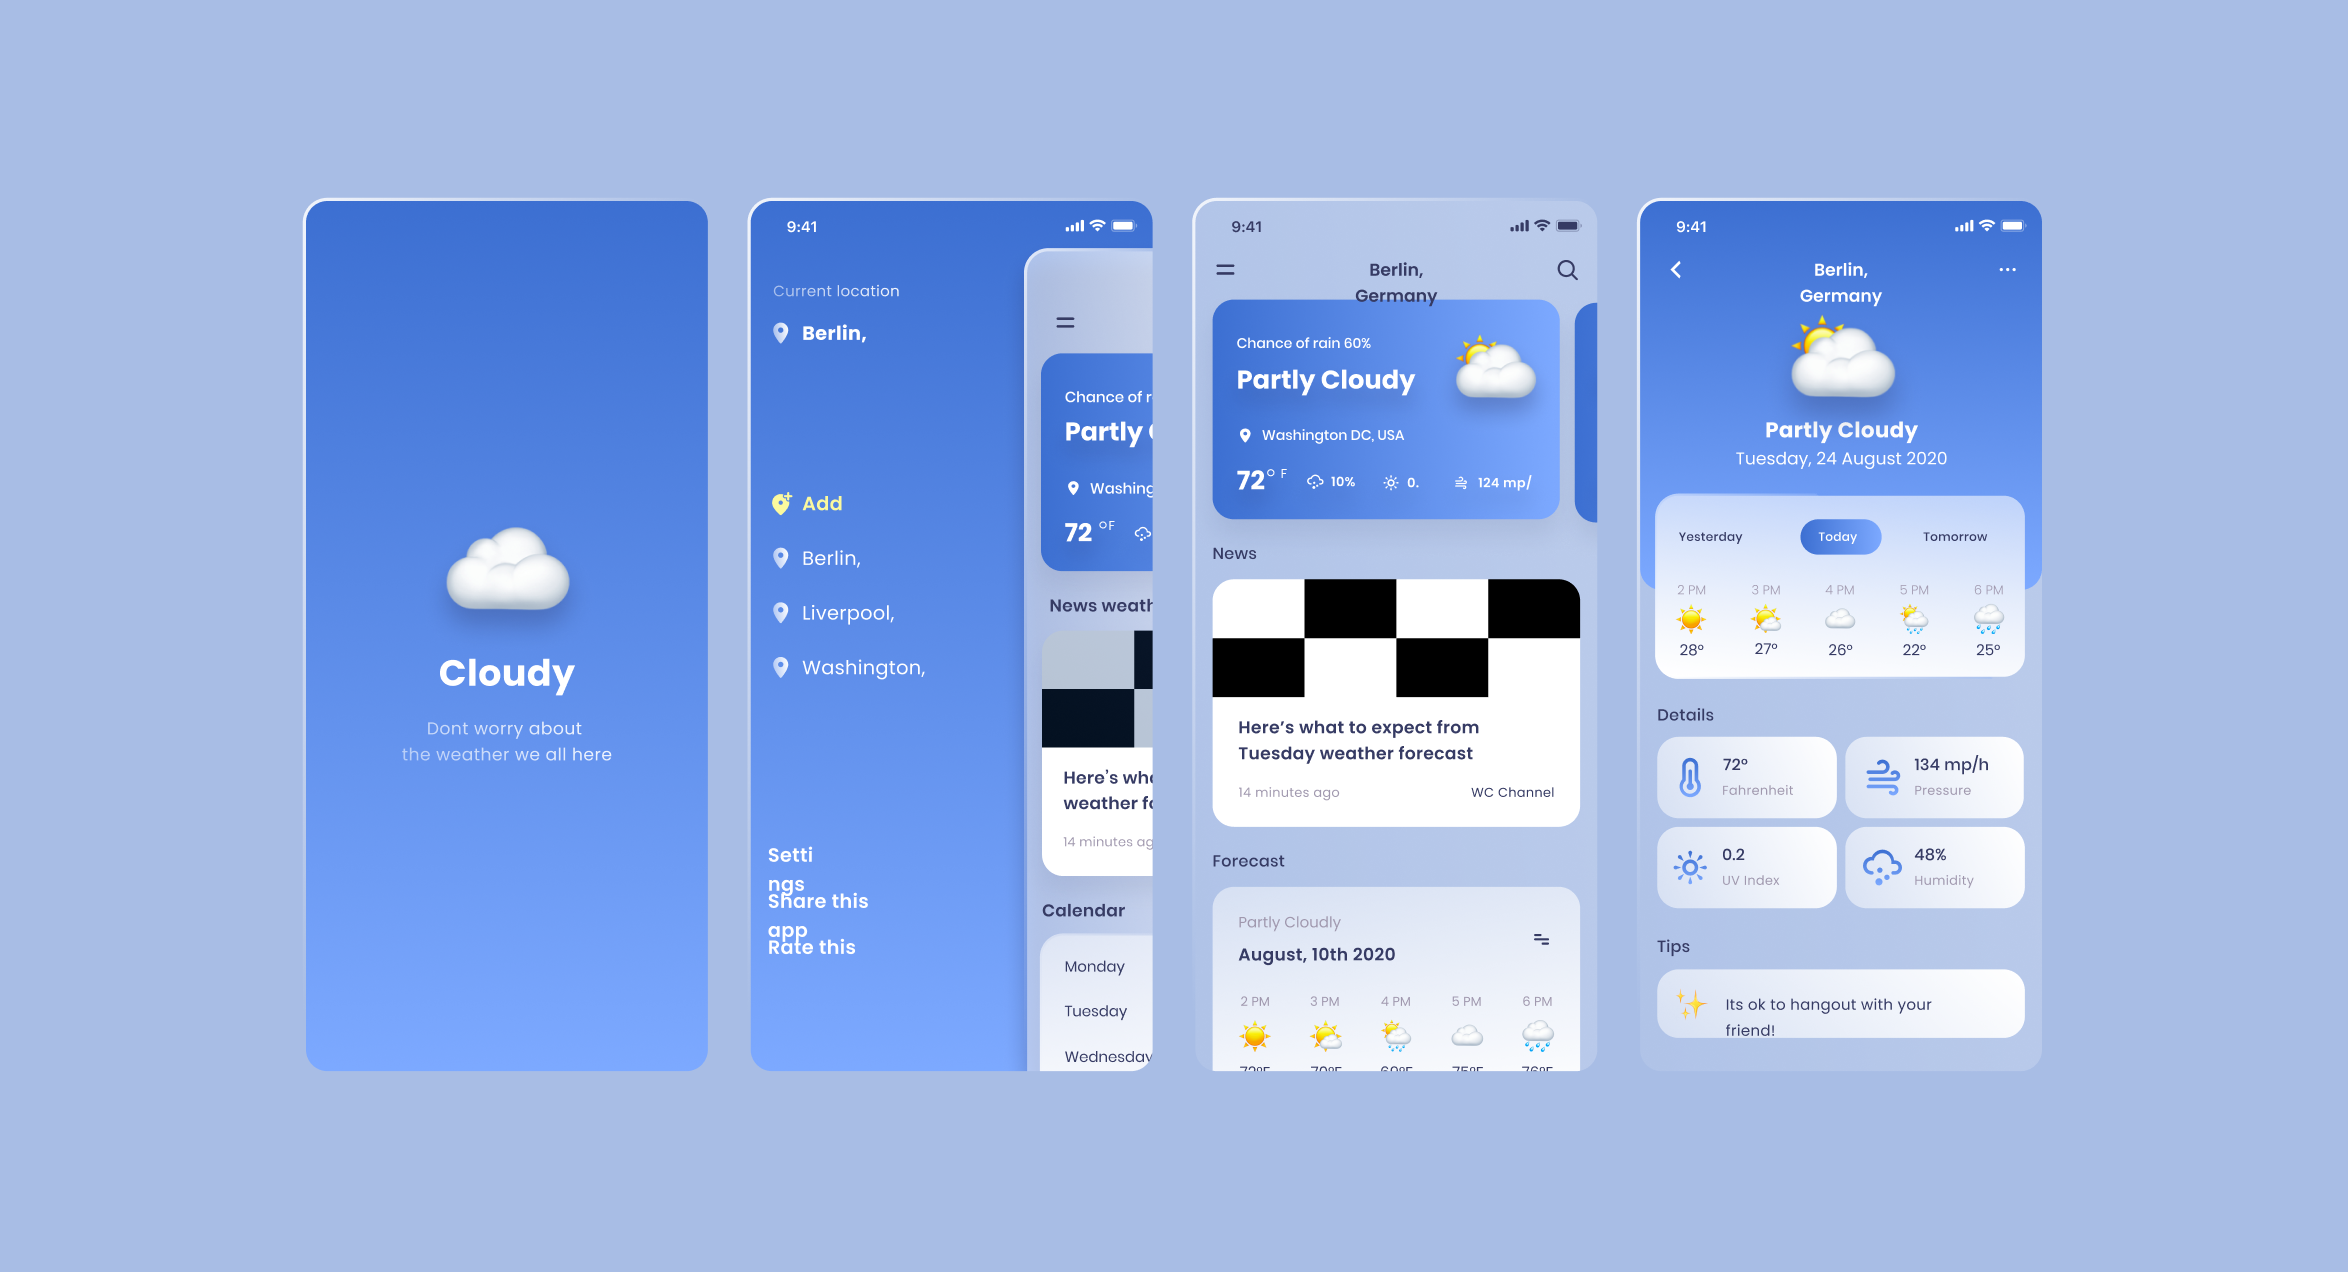 Cloudy
Dont worry about
the weather we all here
9:41
Current location
Berlin,
Add
Berlin,
Liverpool,
Washington,
Setti
ngs
Share this
app
Rate this
Chance of r
Partly
Washing
72 °F
News weath
Here's wh
weather fo
14 minutes ag
Calendar
Monday
Tuesday
Wednesday
9:41
Berlin,
Germany
Chance of rain 60%
Partly Cloudy
Washington DC, USA
72° F 10% 0. 124 mp/
News
Here's what to expect from
Tuesday weather forecast
14 minutes ago WC Channel
Forecast
Partly Cloudly
August, 10th 2020
2 PM 3 PM 4 PM 5 PM 6 PM
72°F 70°F 69°F 75°F 76°F
9:41
Berlin,
Germany
Partly Cloudy
Tuesday, 24 August 2020
Yesterday Today Tomorrow
2 PM 3 PM 4 PM 5 PM 6 PM
28° 27° 26° 22° 25°
Details
72°
Fahrenheit
134 mp/h
Pressure
0.2
UV Index
48%
Humidity
Tips
Its ok to hangout with your
friend!